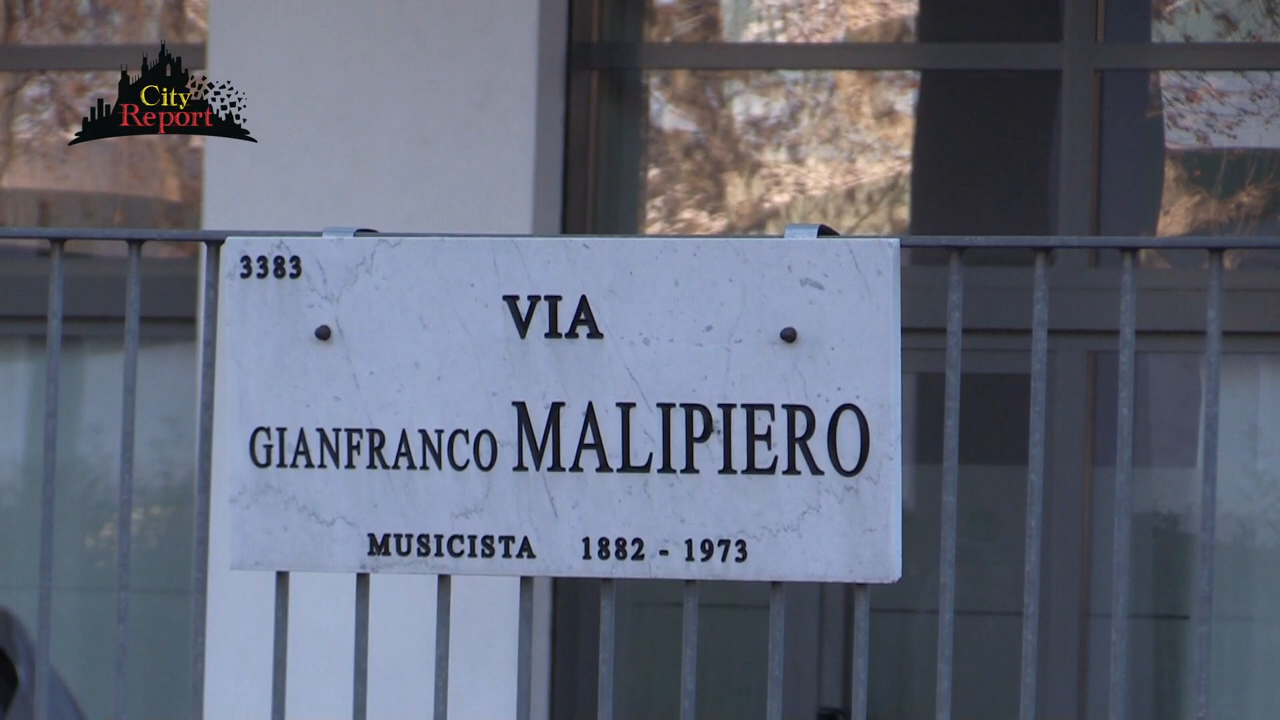 City
Report
3383
VIA
GIANFRANCO MALIPIERO
MUSICISTA 1882 - 1973